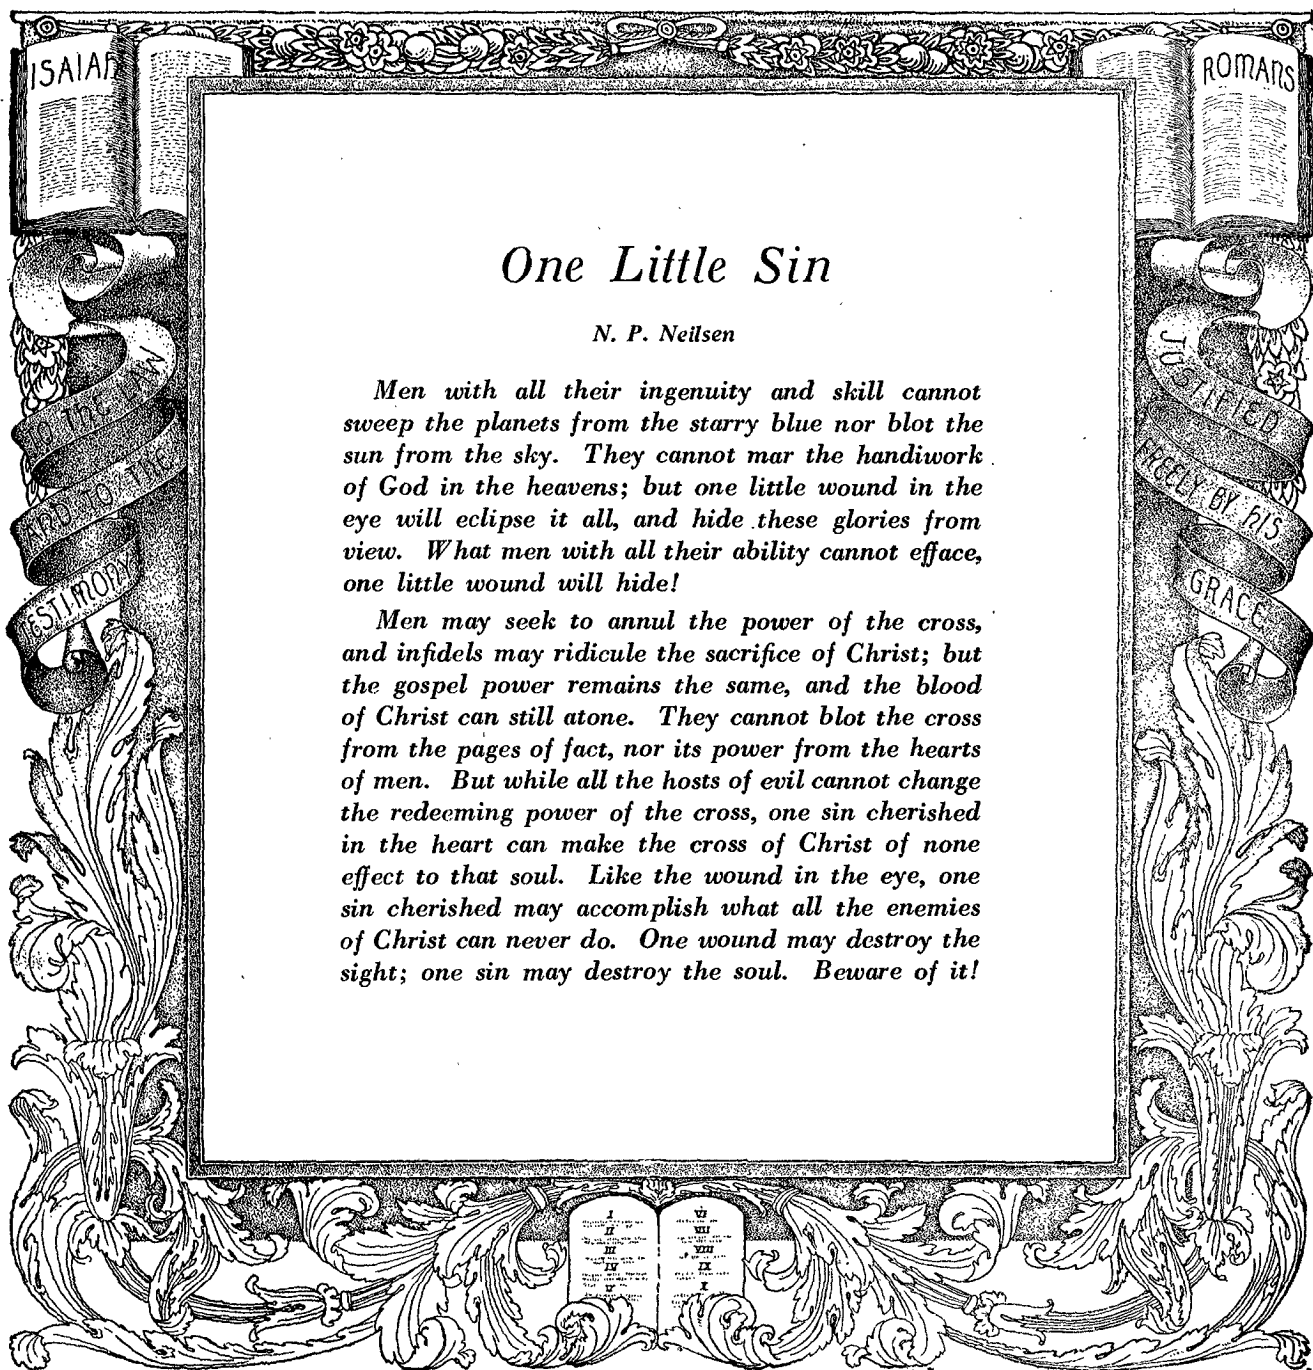 ISAIAH
ROMANS
One Little Sin
N. P. Neilsen
Men with all their ingenuity and skill cannot
sweep the planets from the starry blue nor blot the
sun from the sky. They cannot mar the handiwork
of God in the heavens; but one little wound in the
eye will eclipse it all, and hide these glories from
view. What men with all their ability cannot efface,
one little wound will hide!
Men may seek to annul the power of the cross,
and infidels may ridicule the sacrifice of Christ; but
the gospel power remains the same, and the blood
of Christ can still atone. They cannot blot the cross
from the pages of fact, nor its power from the hearts
of men. But while all the hosts of evil cannot change
the redeeming power of the cross, one sin cherished
in the heart can make the cross of Christ of none
effect to that soul. Like the wound in the eye, one
sin cherished may accomplish what all the enemies
of Christ can never do. One wound may destroy the
sight; one sin may destroy the soul. Beware of it!
TO THE LAW
AND TO THE
TESTIMONY
JUSTIFIED
FREELY BY HIS
GRACE
I
II
III
IV
V
VI
VII
VIII
IX
X